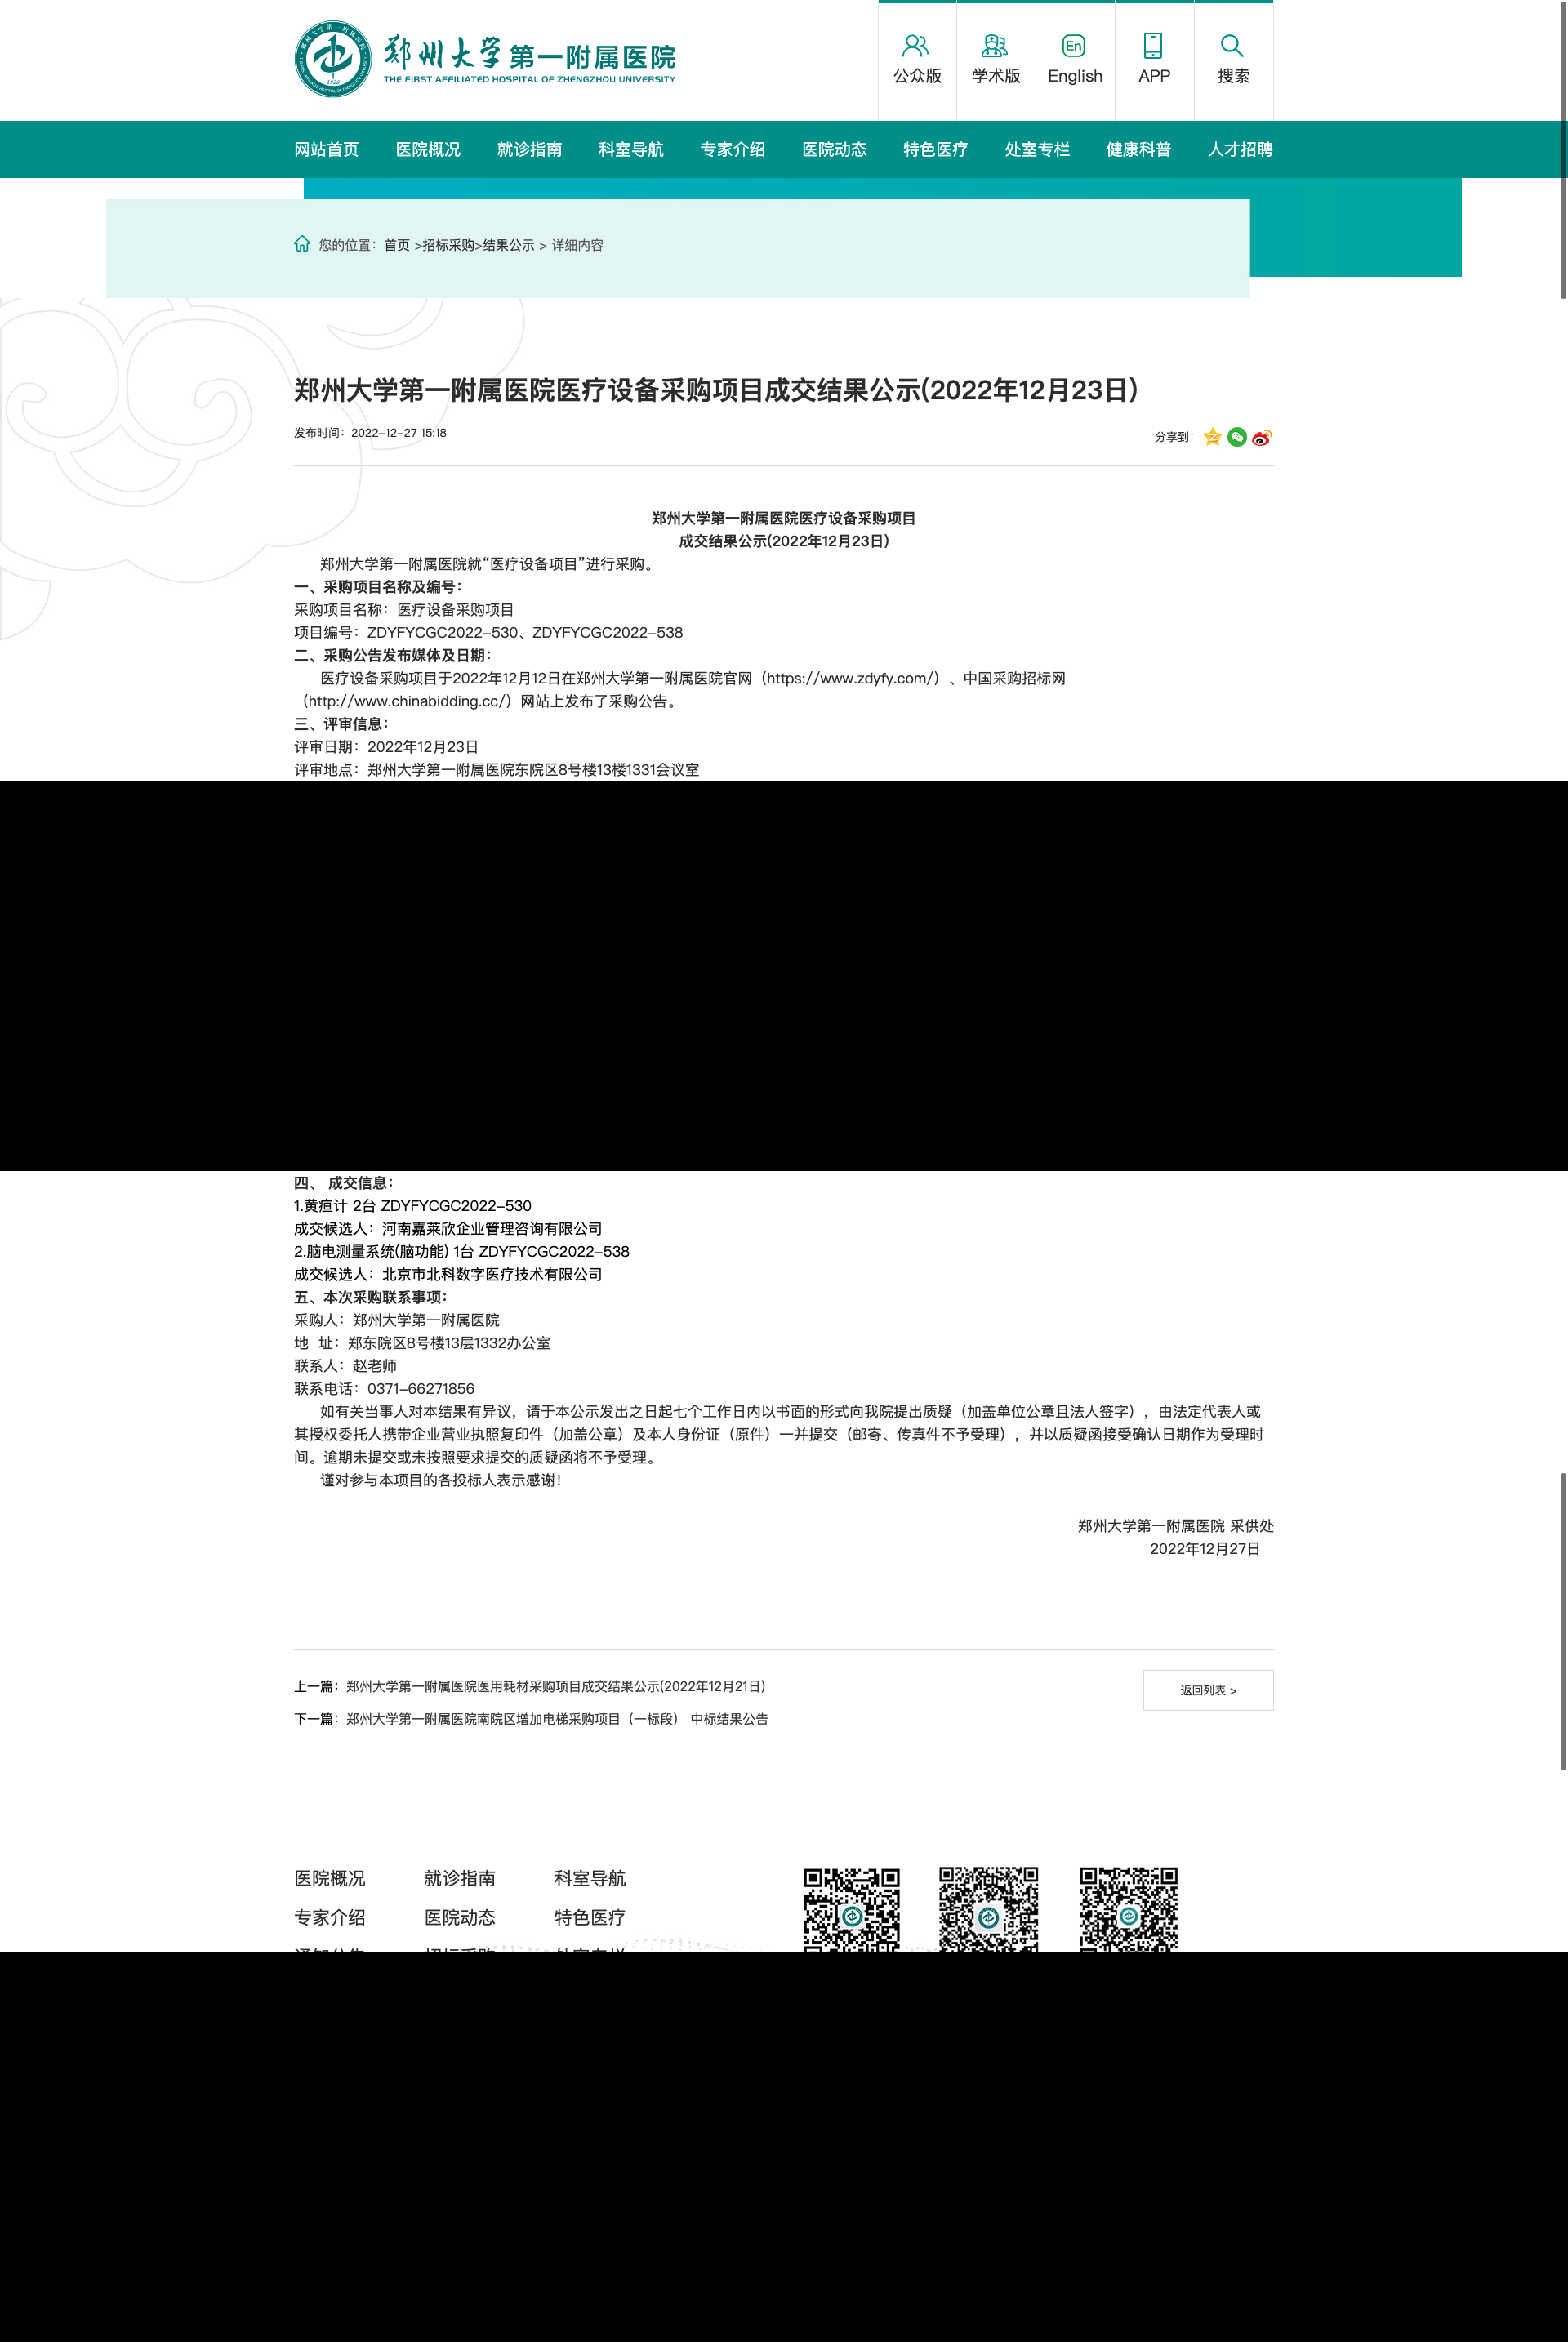 郑州大学第一附属医院
THE FIRST AFFILIATED HOSPITAL OF ZHENGZHOU UNIVERSITY
公众版
学术版
En
English
APP
搜索
网站首页 医院概况 就诊指南 科室导航 专家介绍 医院动态 特色医疗 处室专栏 健康科普 人才招聘
您的位置：首页 >招标采购>结果公示 > 详细内容
郑州大学第一附属医院医疗设备采购项目成交结果公示(2022年12月23日)
发布时间：2022-12-27 15:18
分享到：
郑州大学第一附属医院医疗设备采购项目
成交结果公示(2022年12月23日)
郑州大学第一附属医院就“医疗设备项目”进行采购。
一、采购项目名称及编号：
采购项目名称：医疗设备采购项目
项目编号：ZDYFYCGC2022-530、ZDYFYCGC2022-538
二、采购公告发布媒体及日期：
医疗设备采购项目于2022年12月12日在郑州大学第一附属医院官网（https://www.zdyfy.com/）、中国采购招标网
（http://www.chinabidding.cc/）网站上发布了采购公告。
三、评审信息：
评审日期：2022年12月23日
评审地点：郑州大学第一附属医院东院区8号楼13楼1331会议室
四、 成交信息：
1.黄疸计 2台 ZDYFYCGC2022-530
成交候选人：河南嘉莱欣企业管理咨询有限公司
2.脑电测量系统(脑功能) 1台 ZDYFYCGC2022-538
成交候选人：北京市北科数字医疗技术有限公司
五、本次采购联系事项：
采购人：郑州大学第一附属医院
地 址：郑东院区8号楼13层1332办公室
联系人：赵老师
联系电话：0371-66271856
如有关当事人对本结果有异议，请于本公示发出之日起七个工作日内以书面的形式向我院提出质疑（加盖单位公章且法人签字），由法定代表人或
其授权委托人携带企业营业执照复印件（加盖公章）及本人身份证（原件）一并提交（邮寄、传真件不予受理），并以质疑函接受确认日期作为受理时
间。逾期未提交或未按照要求提交的质疑函将不予受理。
谨对参与本项目的各投标人表示感谢！
郑州大学第一附属医院 采供处
2022年12月27日
上一篇：郑州大学第一附属医院医用耗材采购项目成交结果公示(2022年12月21日)
返回列表 >
下一篇：郑州大学第一附属医院南院区增加电梯采购项目（一标段） 中标结果公告
医院概况 就诊指南 科室导航
专家介绍 医院动态 特色医疗